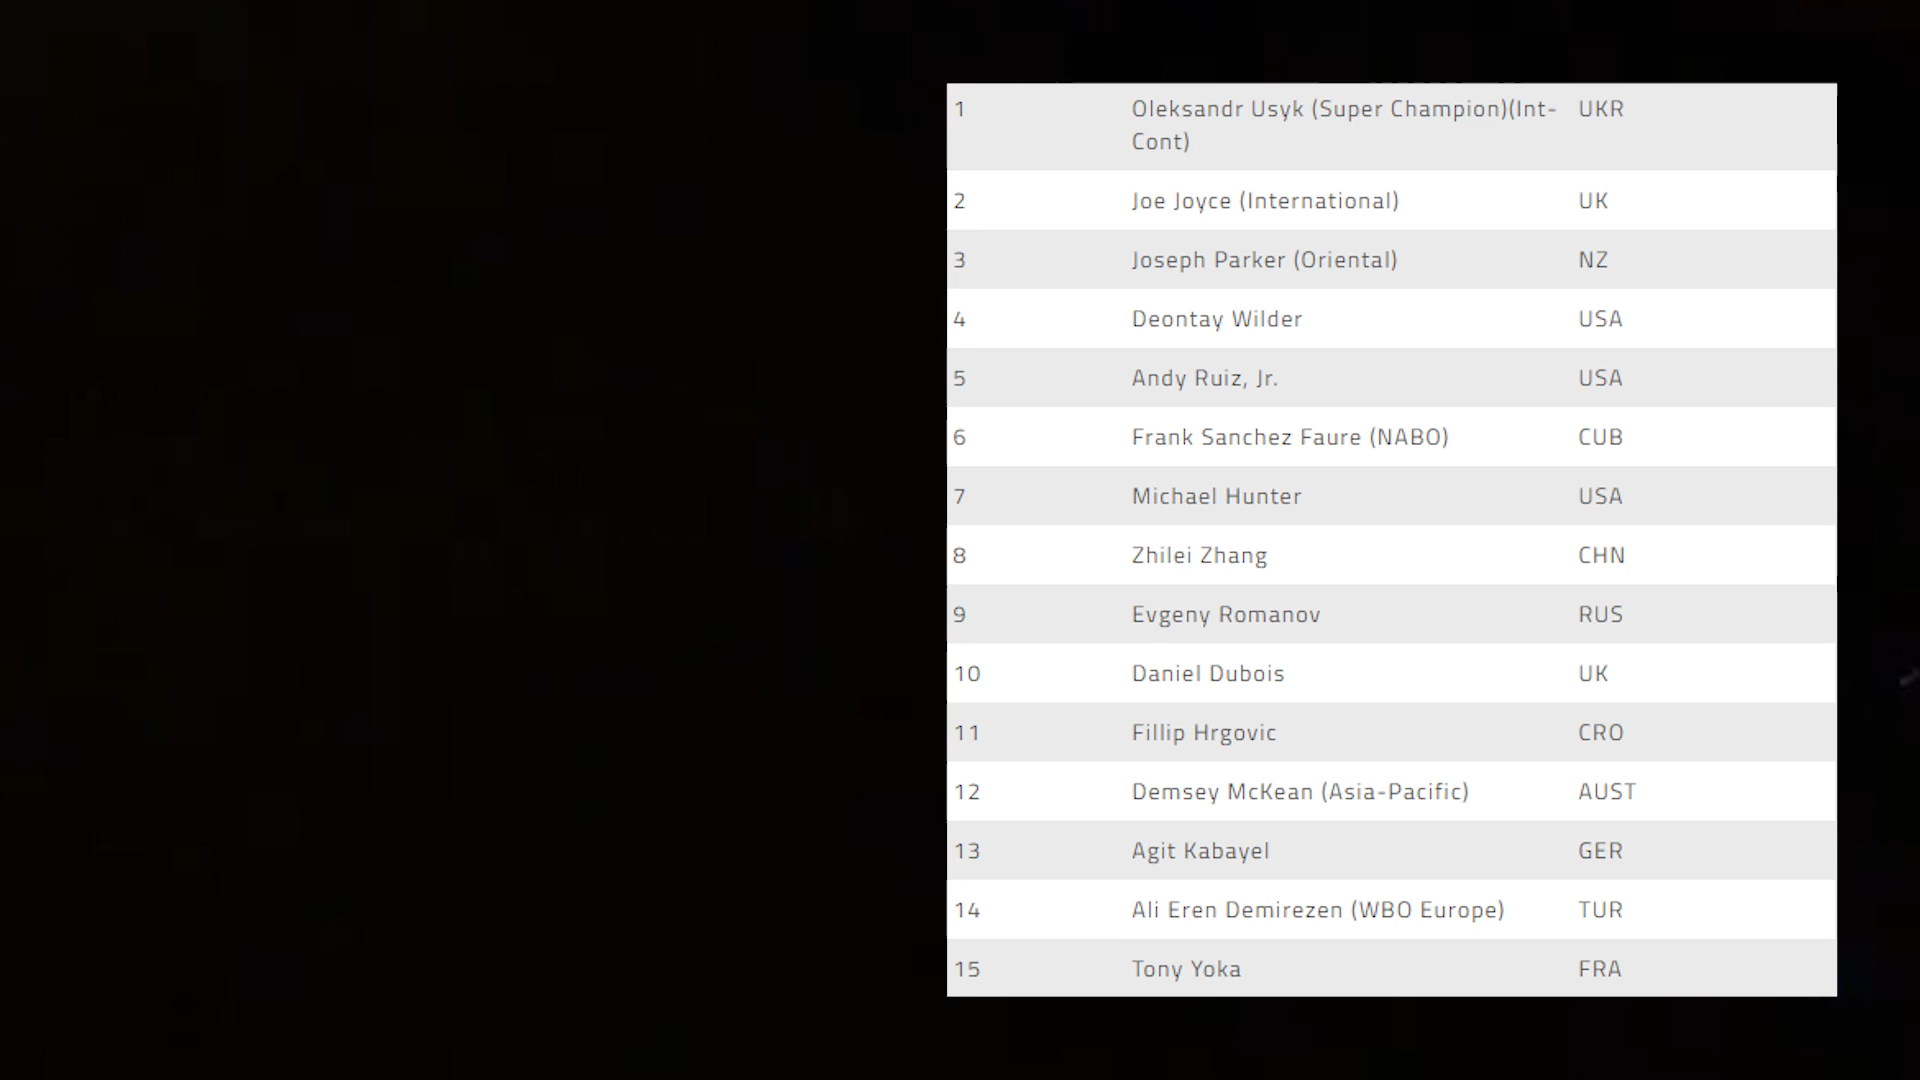 1 Oleksandr Usyk (Super Champion)(Int- UKR
Cont)
2 Joe Joyce (International) UK
3 Joseph Parker (Oriental) NZ
4 Deontay Wilder USA
5 Andy Ruiz, Jr. USA
6 Frank Sanchez Faure (NABO) CUB
7 Michael Hunter USA
8 Zhilei Zhang CHN
9 Evgeny Romanov RUS
10 Daniel Dubois UK
11 Fillip Hrgovic CRO
12 Demsey McKean (Asia-Pacific) AUST
13 Agit Kabayel GER
14 Ali Eren Demirezen (WBO Europe) TUR
15 Tony Yoka FRA